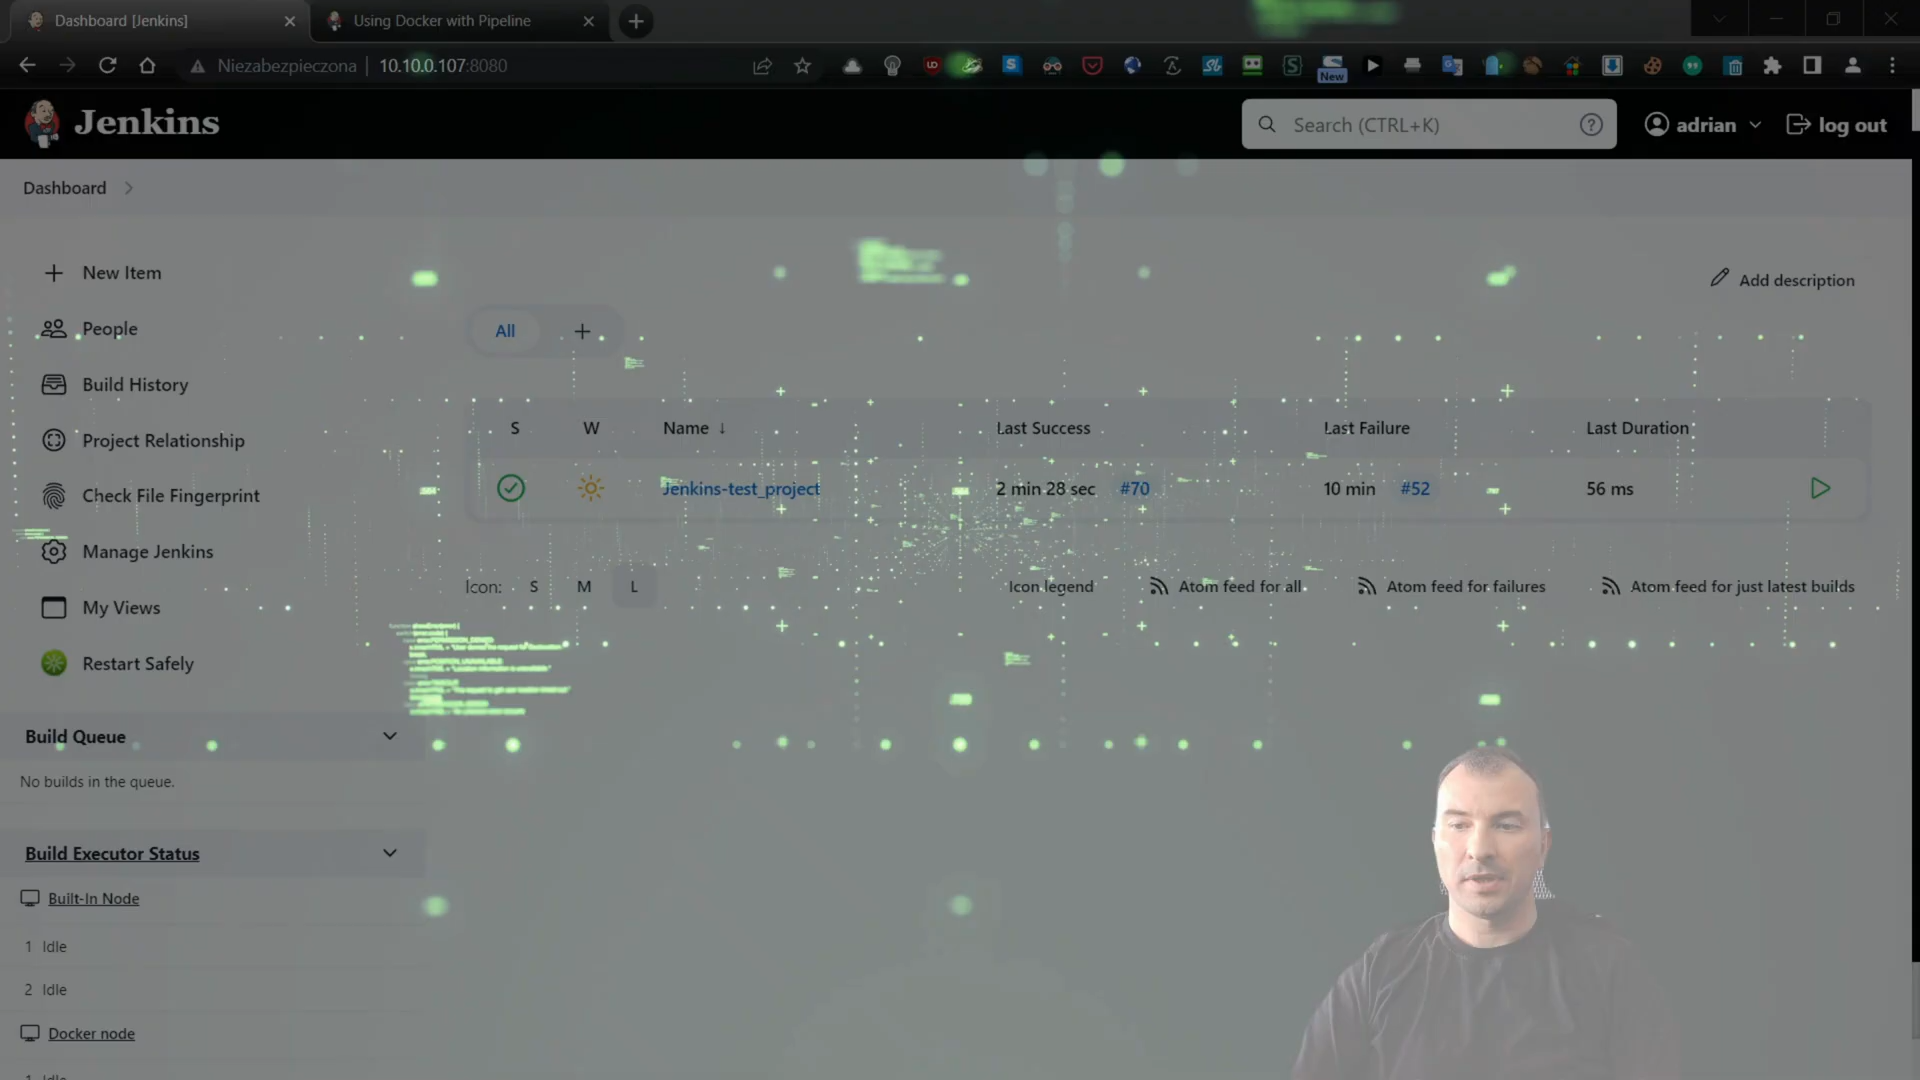 Dashboard [Jenkins]
Using Docker with Pipeline
Niezabezpieczona
10.10.0.107:8080
New
Jenkins
Search (CTRL+K)
adrian
log out
Dashboard
New Item
People
Build History
Project Relationship
Check File Fingerprint
Manage Jenkins
My Views
Restart Safely
Build Queue
No builds in the queue.
Build Executor Status
Built-In Node
1 Idle
2 Idle
Docker node
1 Idle
Add description
All
S W Name ↓ Last Success Last Failure Last Duration
Jenkins-test_project 2 min 28 sec #70 10 min #52 56 ms
Icon: S M L
Icon legend
Atom feed for all
Atom feed for failures
Atom feed for just latest builds